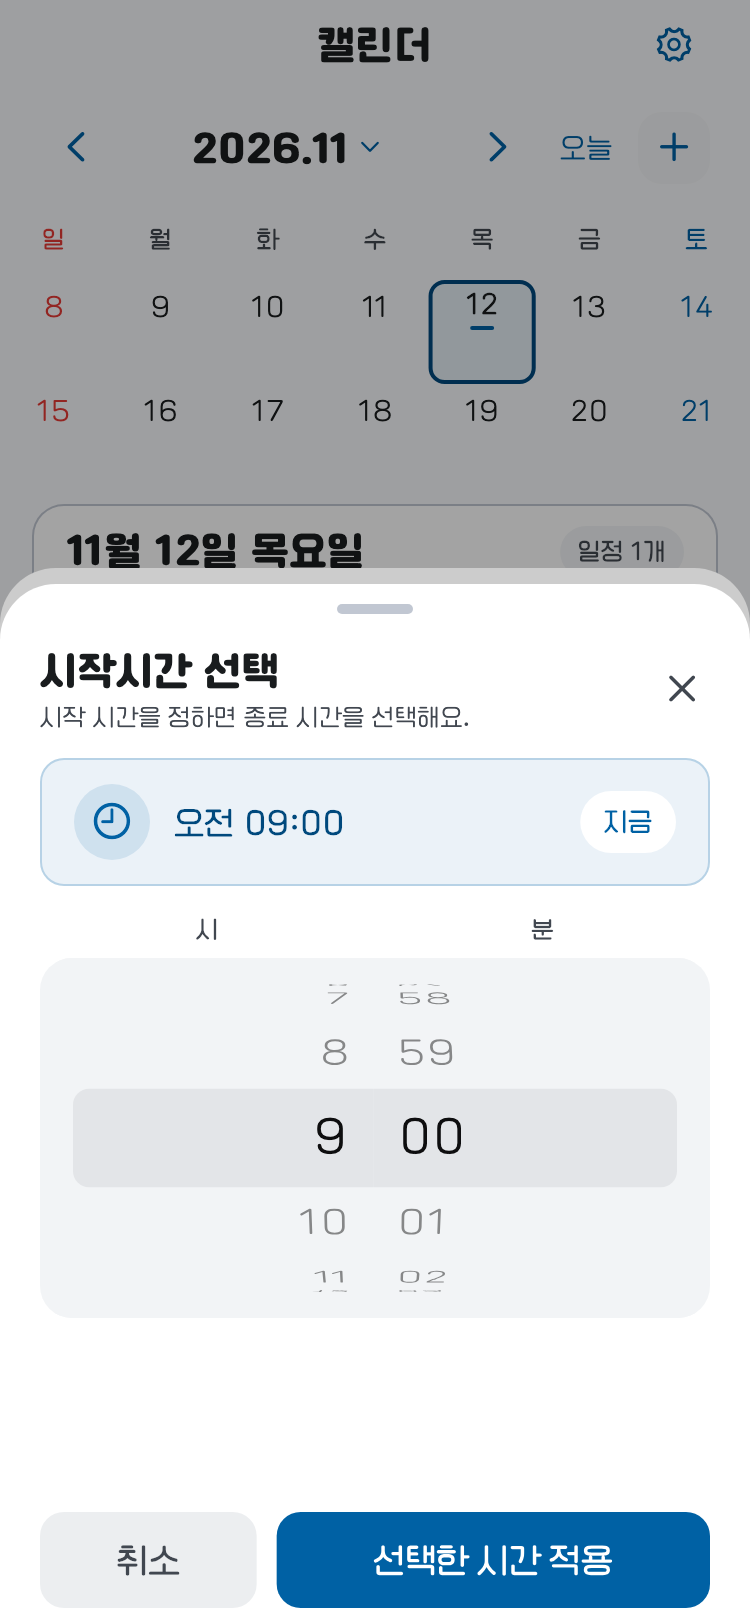 캘린더
2026.11 오늘
일 월 화 수 목 금 토
8 9 10 11 12 13 14
15 16 17 18 19 20 21
11월 12일 목요일 일정 1개
시작시간 선택
시작 시간을 정하면 종료 시간을 선택해요.
오전 09:00 지금
시 분
7 58
8 59
9 00
10 01
11 02
취소 선택한 시간 적용